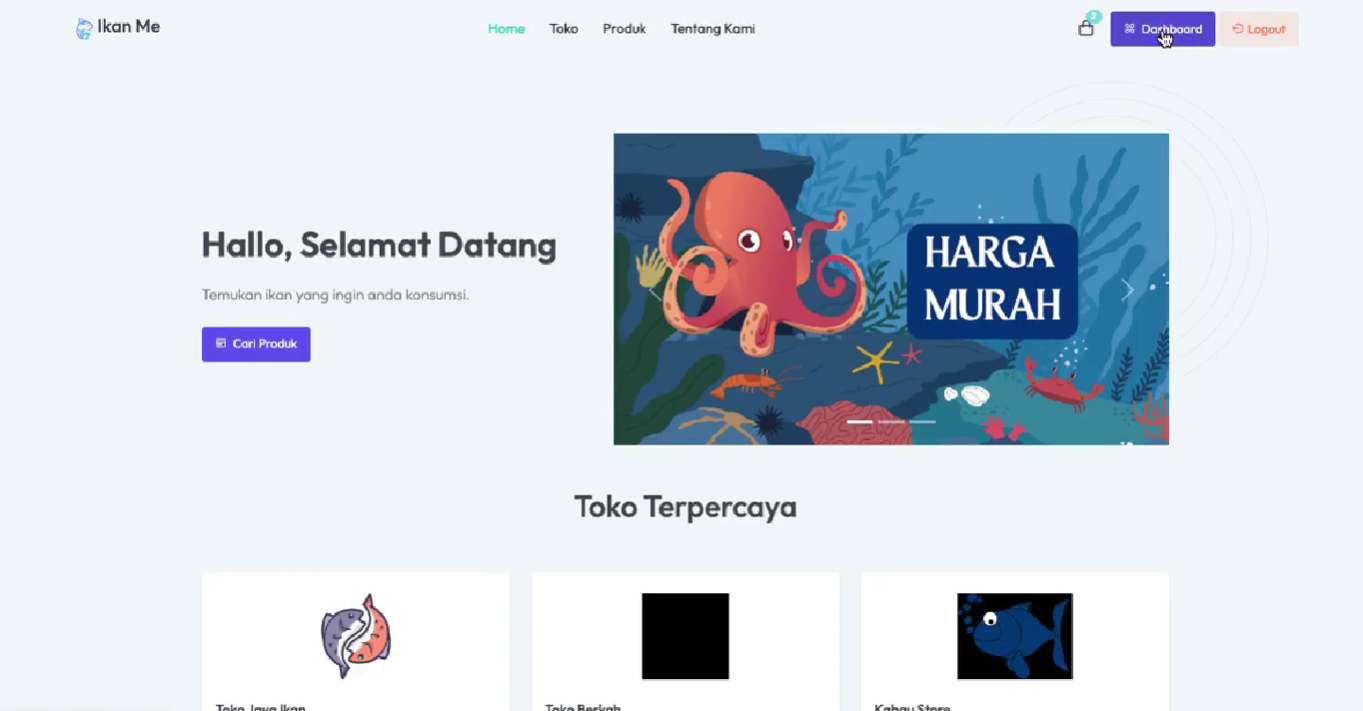 Ikan Me
Home Toko Produk Tentang Kami
2
Dashboard
Logout
Hallo, Selamat Datang
Temukan ikan yang ingin anda konsumsi.
Cari Produk
HARGA
MURAH
Toko Terpercaya
Toko Jaya Ikan
Toko Berkah
Kabau Store